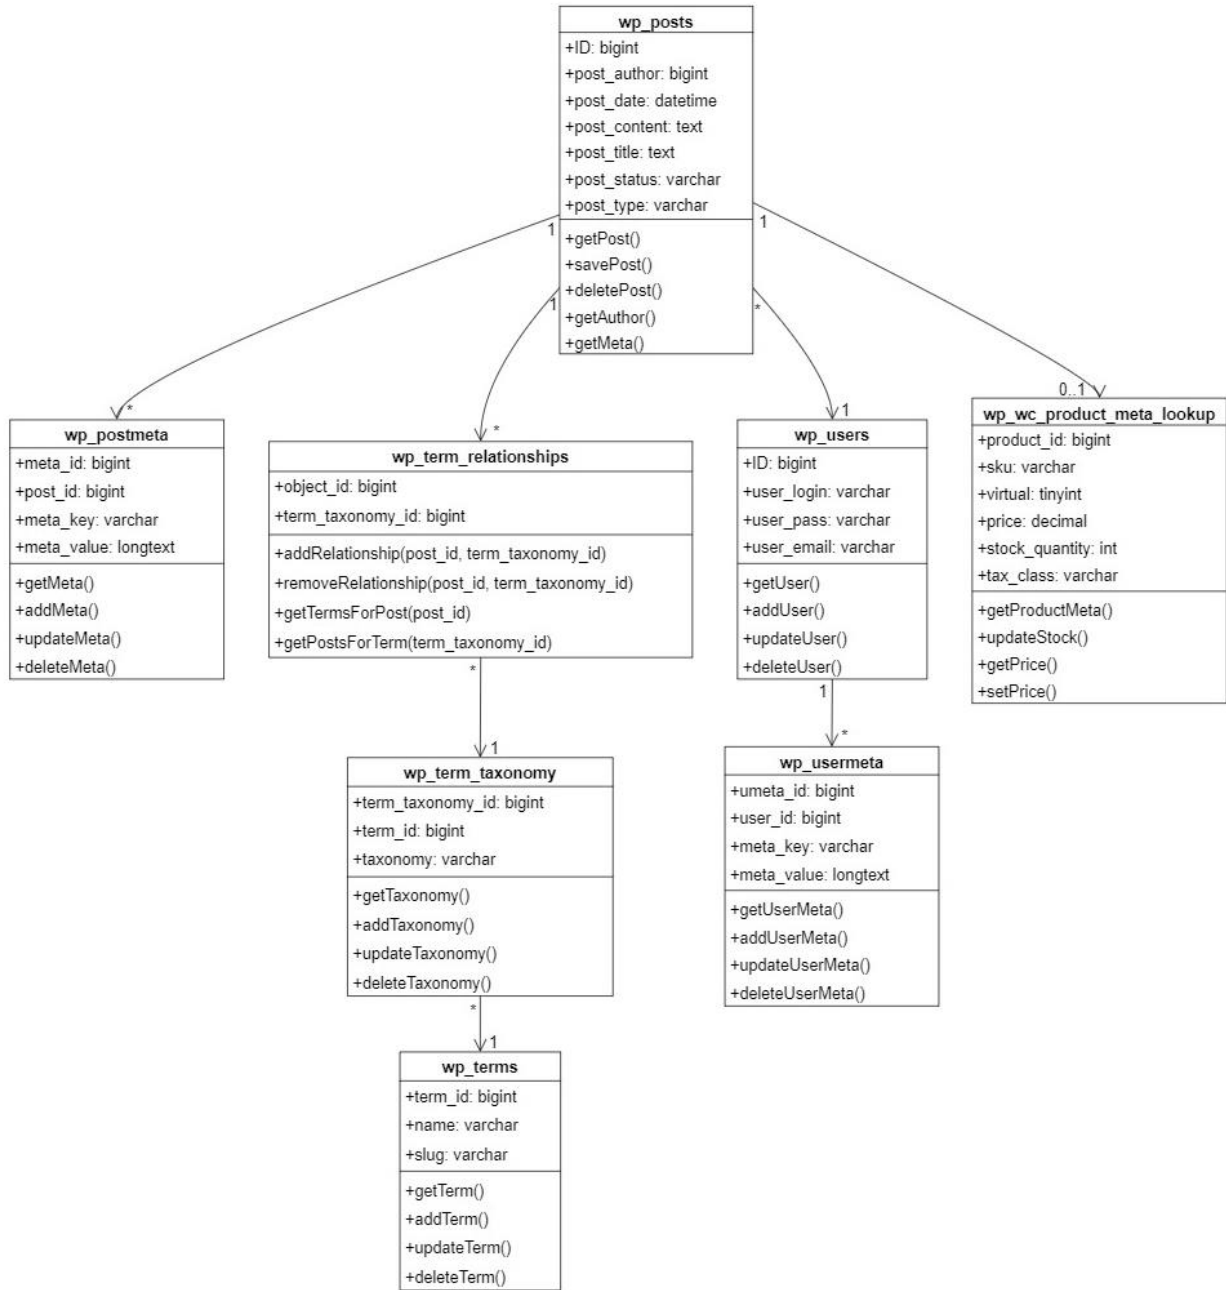 wp_posts
+ID: bigint
+post_author: bigint
+post_date: datetime
+post_content: text
+post_title: text
+post_status: varchar
+post_type: varchar
+getPost()
+savePost()
+deletePost()
+getAuthor()
+getMeta()
1
1
1
*
*
*
1
0..1
wp_postmeta
+meta_id: bigint
+post_id: bigint
+meta_key: varchar
+meta_value: longtext
+getMeta()
+addMeta()
+updateMeta()
+deleteMeta()
wp_term_relationships
+object_id: bigint
+term_taxonomy_id: bigint
+addRelationship(post_id, term_taxonomy_id)
+removeRelationship(post_id, term_taxonomy_id)
+getTermsForPost(post_id)
+getPostsForTerm(term_taxonomy_id)
wp_users
+ID: bigint
+user_login: varchar
+user_pass: varchar
+user_email: varchar
+getUser()
+addUser()
+updateUser()
+deleteUser()
wp_wc_product_meta_lookup
+product_id: bigint
+sku: varchar
+virtual: tinyint
+price: decimal
+stock_quantity: int
+tax_class: varchar
+getProductMeta()
+updateStock()
+getPrice()
+setPrice()
*
1
1
*
wp_term_taxonomy
+term_taxonomy_id: bigint
+term_id: bigint
+taxonomy: varchar
+getTaxonomy()
+addTaxonomy()
+updateTaxonomy()
+deleteTaxonomy()
wp_usermeta
+umeta_id: bigint
+user_id: bigint
+meta_key: varchar
+meta_value: longtext
+getUserMeta()
+addUserMeta()
+updateUserMeta()
+deleteUserMeta()
*
1
wp_terms
+term_id: bigint
+name: varchar
+slug: varchar
+getTerm()
+addTerm()
+updateTerm()
+deleteTerm()